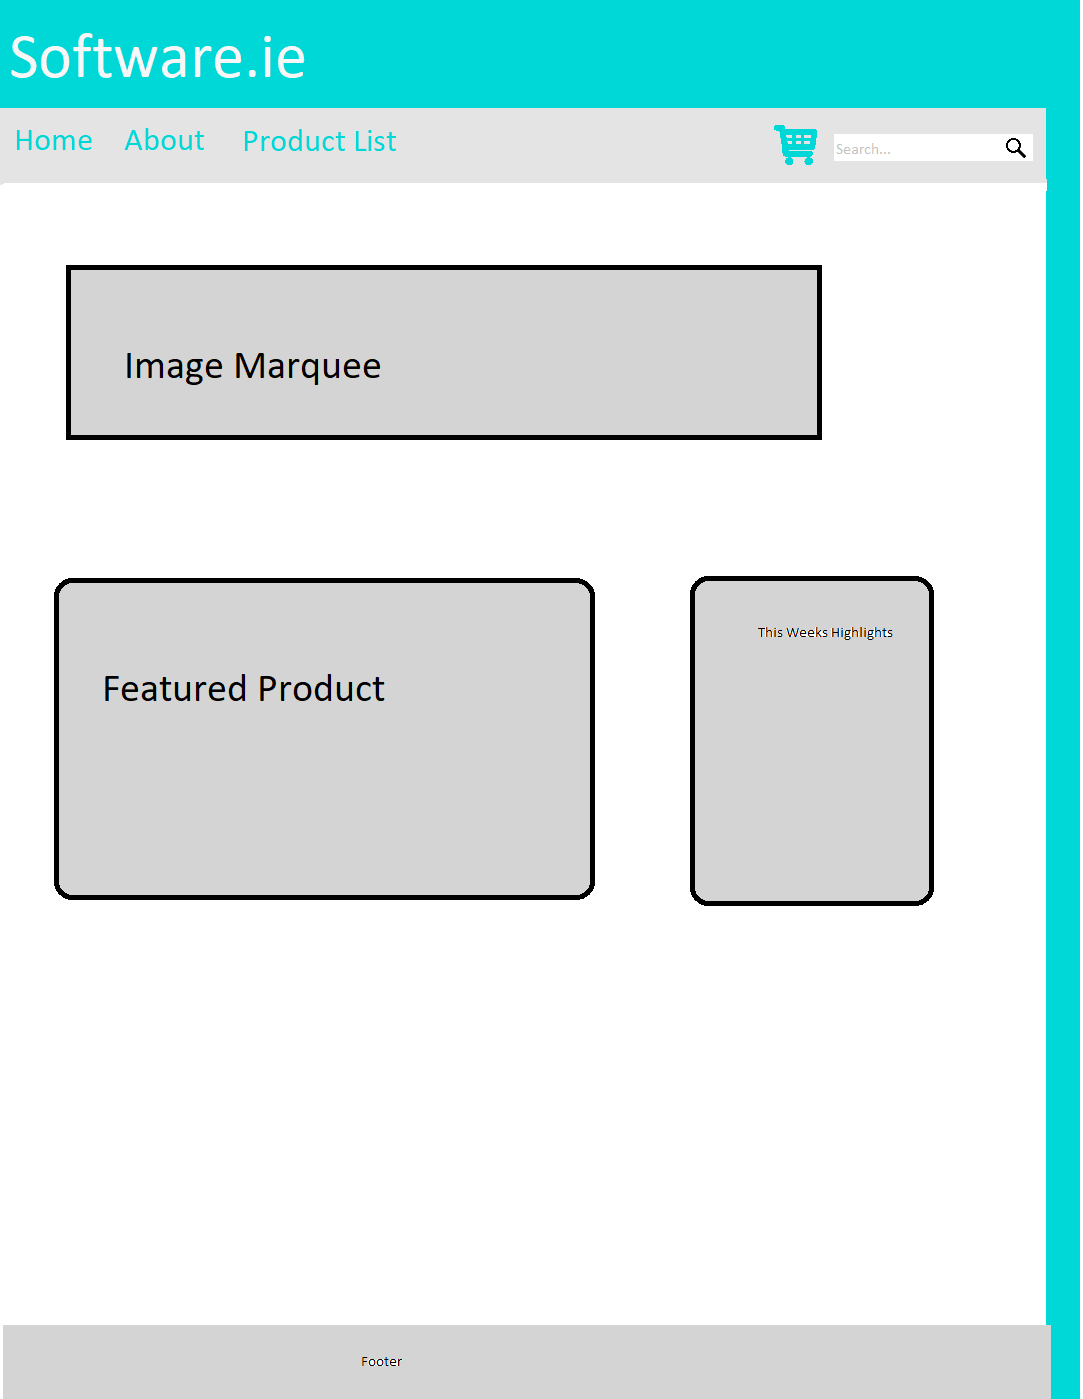 Software.ie
Home About Product List Search...
Image Marquee
Featured Product
This Weeks Highlights
Footer